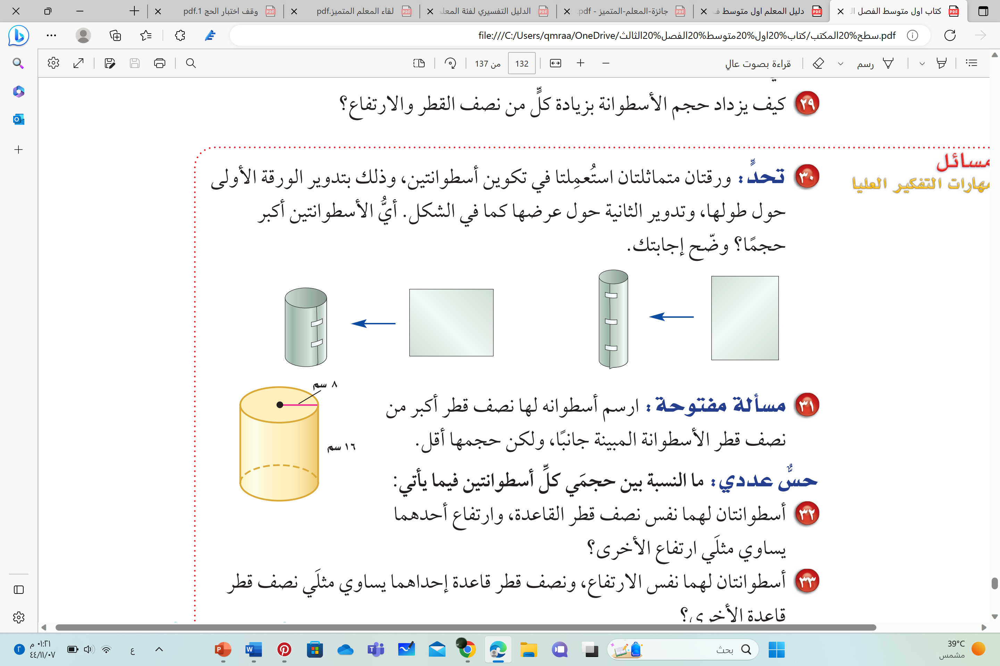 كتاب اول متوسط الفصل ال
دليل المعلم اول متوسط ف
جائزة-المعلم-المتميز - pdf.
الدليل التفسيري لفئة المعلم
لقاء المعلم المتميز.pdf
وقف اختبار الحج 1.pdf
file:///C:/Users/qmraa/OneDrive/سطح%20المكتب/كتاب%20اول%20متوسط%20الفصل%20الثالث.pdf
رسم
قراءة بصوت عالٍ
132
من 137
٢٩ كيف يزداد حجم الأسطوانة بزيادة كلٍّ من نصف القطر والارتفاع؟
مسائل
مهارات التفكير العليا
٣٠ تحدٍّ: ورقتان متماثلتان استُعمِلتا في تكوين أسطوانتين، وذلك بتدوير الورقة الأولى
حول طولها، وتدوير الثانية حول عرضها كما في الشكل. أيُّ الأسطوانتين أكبر
حجمًا؟ وضّح إجابتك.
٣١ مسألة مفتوحة: ارسم أسطوانه لها نصف قطر أكبر من
نصف قطر الأسطوانة المبينة جانبًا، ولكن حجمها أقل.
٨ سم
١٦ سم
حسٌّ عددي: ما النسبة بين حجمَي كلِّ أسطوانتين فيما يأتي:
٣٢ أسطوانتان لهما نفس نصف قطر القاعدة، وارتفاع أحدهما
يساوي مثلَي ارتفاع الأخرى؟
٣٣ أسطوانتان لهما نفس الارتفاع، ونصف قطر قاعدة إحداهما يساوي مثلَي نصف قطر
قاعدة الأخرى؟
39°C
مشمس
بحث
ع
٠١:٢١ م
٤٤/١١/٠٧
٢